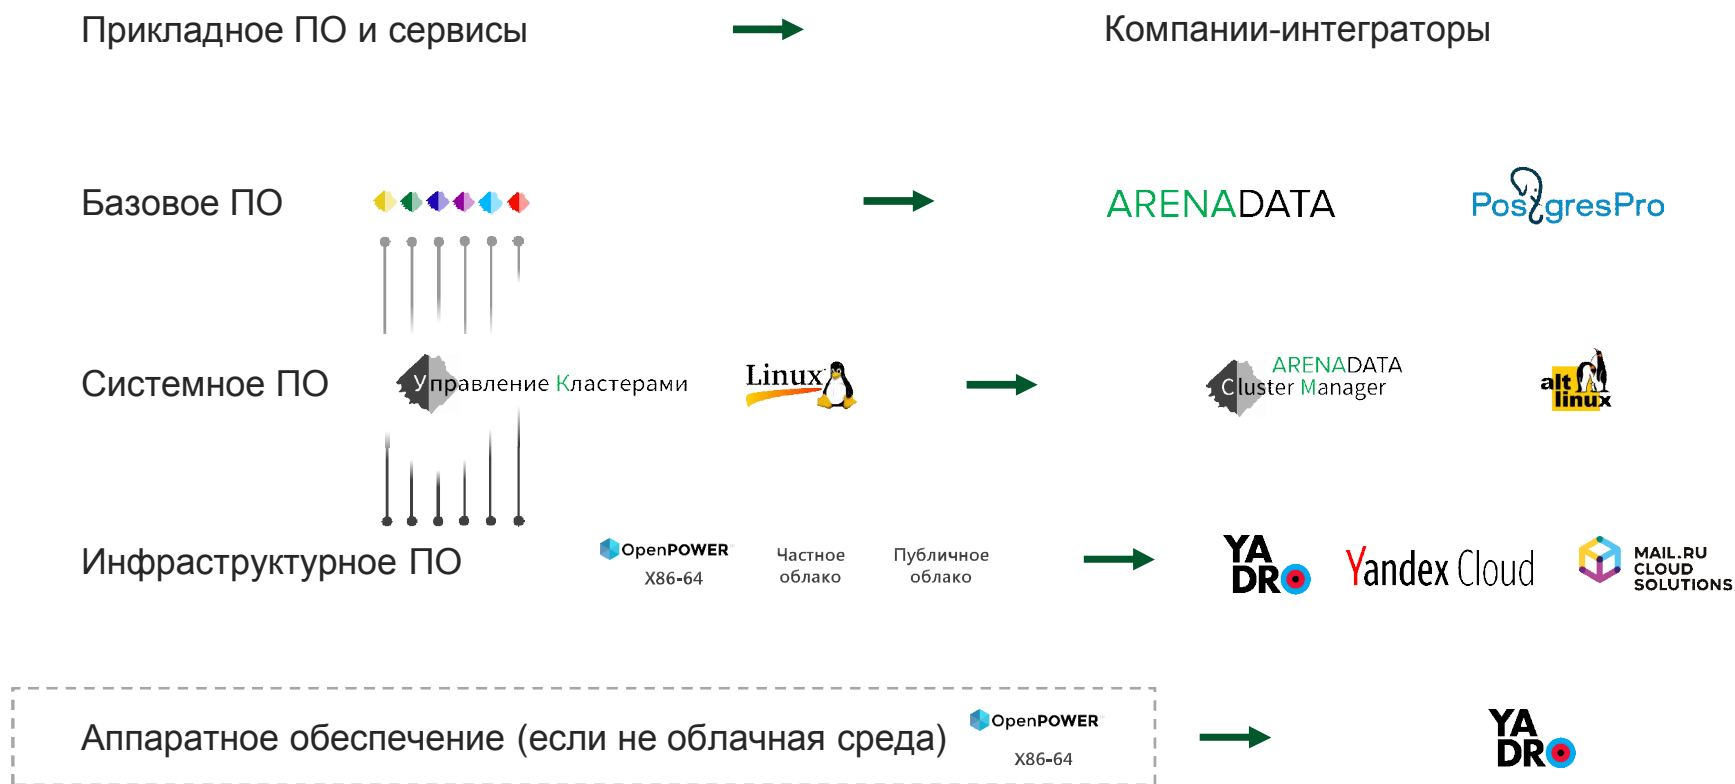 Прикладное ПО и сервисы
Компании-интеграторы
Базовое ПО
ARENADATA
PostgresPro
Системное ПО
Управление Кластерами
Linux
ARENADATA
Cluster Manager
alt
linux
Инфраструктурное ПО
OpenPOWER
X86-64
Частное
облако
Публичное
облако
YA
DRO
Yandex Cloud
MAIL.RU
CLOUD
SOLUTIONS
Аппаратное обеспечение (если не облачная среда)
OpenPOWER
X86-64
YA
DRO